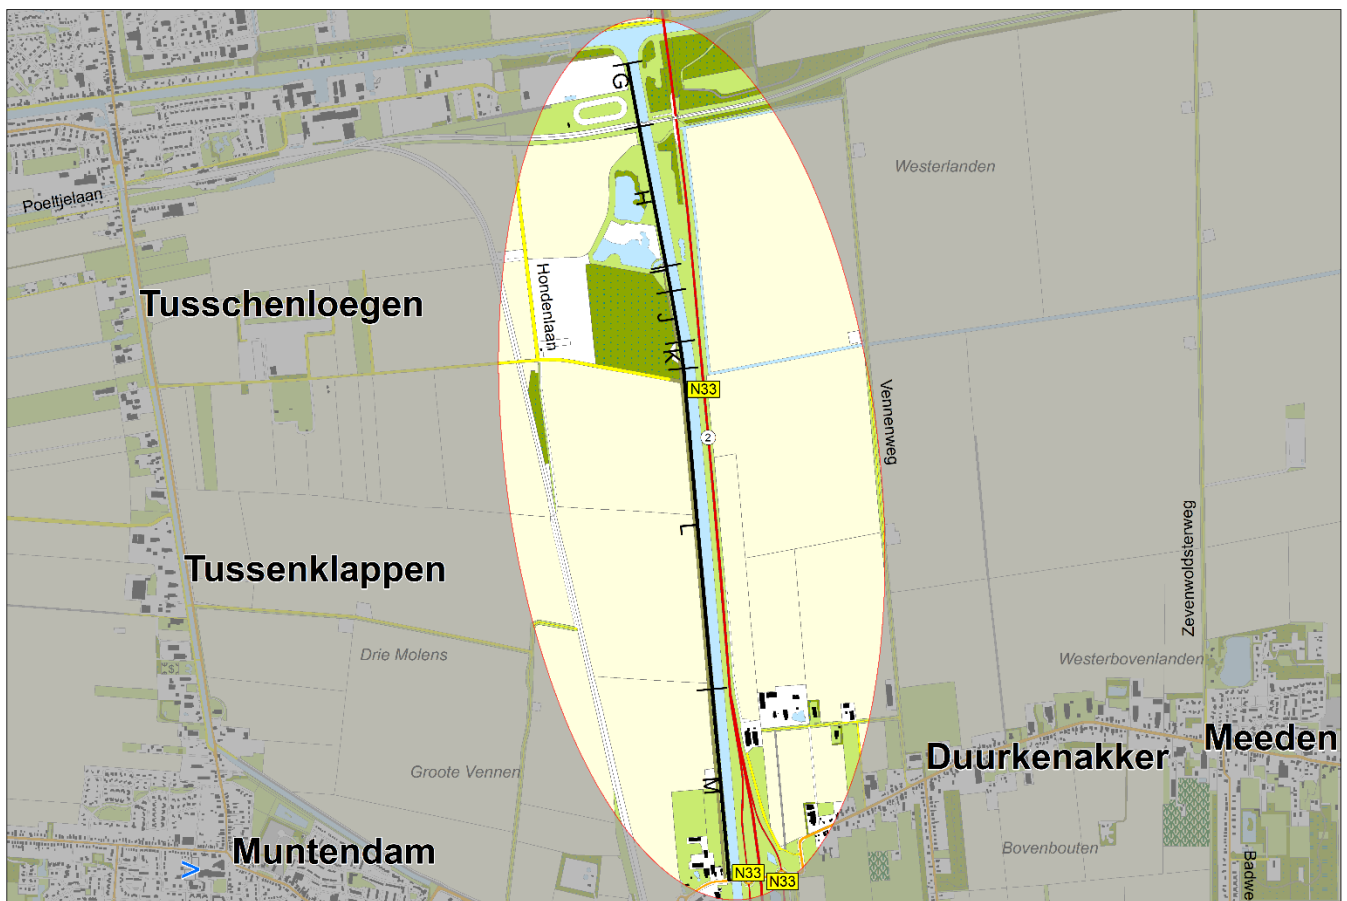 G
Westerlanden
H
Poeltjelaan
Hondenlaan
Tusschenloegen
I
J
K
N33
Vennenweg
2
L
Zevenwoldsterweg
Tussenklappen
Drie Molens
Westerbovenlanden
Meeden
Duurkenakker
Groote Vennen
M
Bovenbouten
Muntendam
>
Badwe
N33
N33